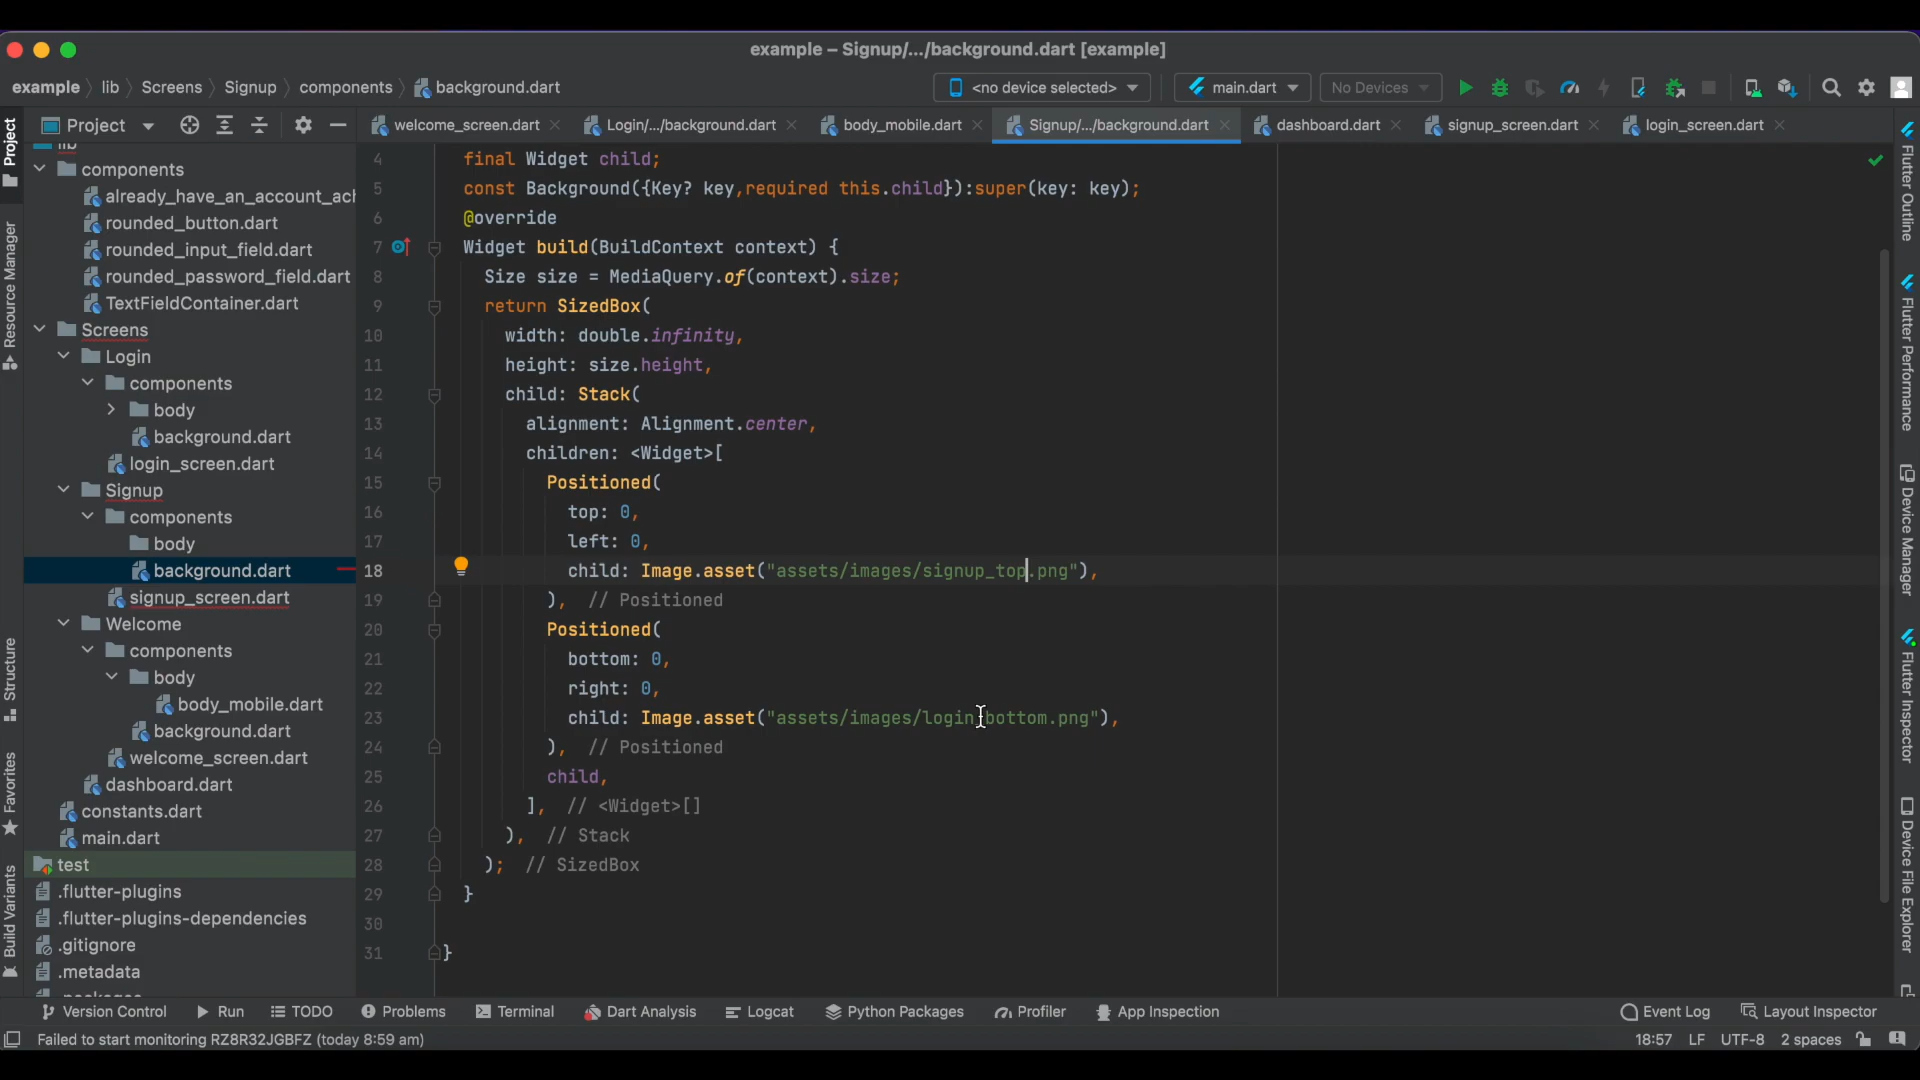 example – Signup/.../background.dart [example]
example lib Screens Signup components background.dart <no device selected> main.dart No Devices
Project welcome_screen.dart Login/.../background.dart body_mobile.dart Signup/.../background.dart dashboard.dart signup_screen.dart login_screen.dart
lib
components
already_have_an_account_ach
rounded_button.dart
rounded_input_field.dart
rounded_password_field.dart
TextFieldContainer.dart
Screens
Login
components
body
background.dart
login_screen.dart
Signup
components
body
background.dart
signup_screen.dart
Welcome
components
body
body_mobile.dart
background.dart
welcome_screen.dart
dashboard.dart
constants.dart
main.dart
test
.flutter-plugins
.flutter-plugins-dependencies
.gitignore
.metadata
.packages
4 final Widget child;
5 const Background({Key? key,required this.child}):super(key: key);
6 @override
7 Widget build(BuildContext context) {
8 Size size = MediaQuery.of(context).size;
9 return SizedBox(
10 width: double.infinity,
11 height: size.height,
12 child: Stack(
13 alignment: Alignment.center,
14 children: <Widget>[
15 Positioned(
16 top: 0,
17 left: 0,
18 child: Image.asset("assets/images/signup_top.png"),
19 ), // Positioned
20 Positioned(
21 bottom: 0,
22 right: 0,
23 child: Image.asset("assets/images/login_bottom.png"),
24 ), // Positioned
25 child,
26 ], // <Widget>[]
27 ), // Stack
28 ); // SizedBox
29 }
30
31 }
Project
Resource Manager
Structure
Favorites
Build Variants
Flutter Outline
Flutter Performance
Device Manager
Flutter Inspector
Device File Explorer
Version Control Run TODO Problems Terminal Dart Analysis Logcat Python Packages Profiler App Inspection Event Log Layout Inspector
Failed to start monitoring RZ8R32JGBFZ (today 8:59 am) 18:57 LF UTF-8 2 spaces